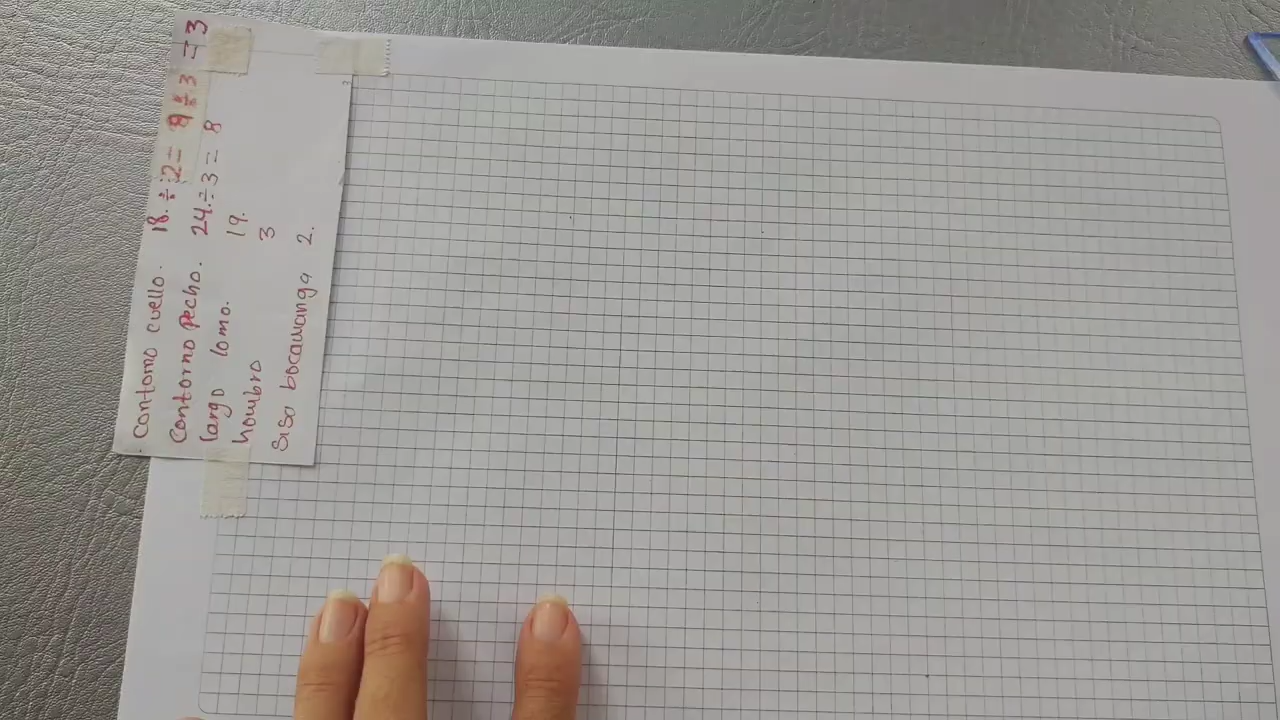 contorno cuello. 18. ÷ 2 = 9 ÷ 3 = 3
contorno pecho. 24. ÷ 3 = 8
largo lomo. 19.
hombro 3
siso bocamanga 2.